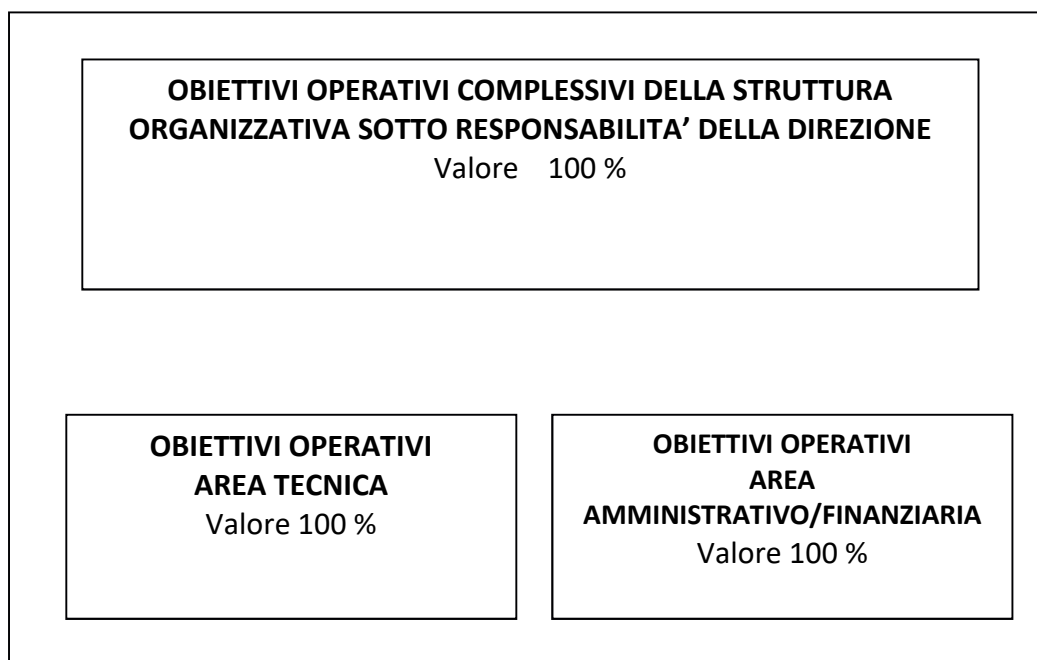 OBIETTIVI OPERATIVI COMPLESSIVI DELLA STRUTTURA
ORGANIZZATIVA SOTTO RESPONSABILITA’ DELLA DIREZIONE
Valore 100 %
OBIETTIVI OPERATIVI
AREA TECNICA
Valore 100 %
OBIETTIVI OPERATIVI
AREA
AMMINISTRATIVO/FINANZIARIA
Valore 100 %